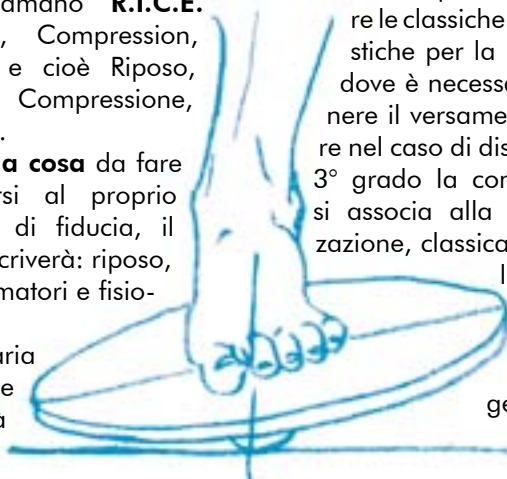 amano R.I.C.E.
, Compression,
e cioè Riposo,
Compressione,
.
a cosa da fare
rsi al proprio
di fiducia, il
criverà: riposo,
matori e fisio-
aria
e
à
re le classiche
stiche per la
dove è necess
nere il versame
re nel caso di dis
3° grado la con
si associa alla
zazione, classica
l
ge